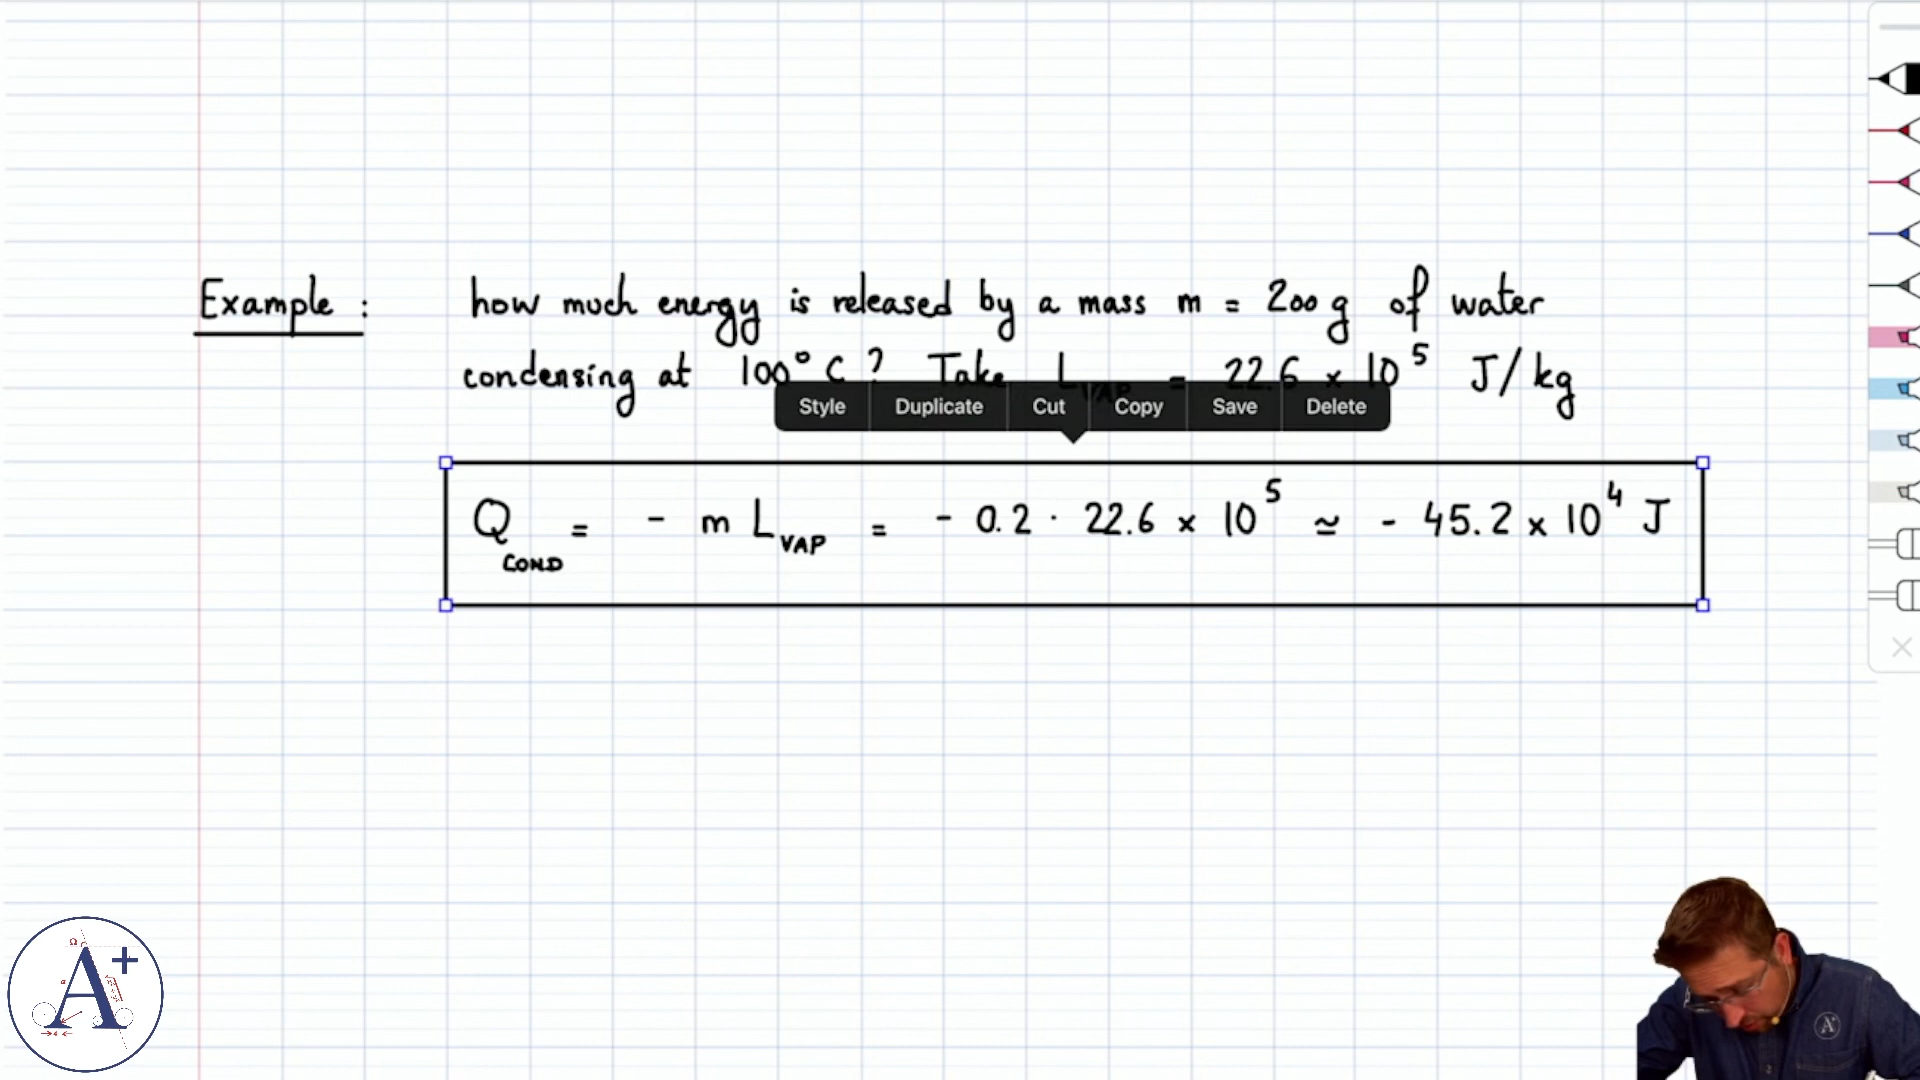 Example : how much energy is released by a mass m = 200 g of water
condensing at 100° C ? Take L_VAP = 22.6 × 10⁵ J/kg
Style Duplicate Cut Copy Save Delete
Q_COND = - m L_VAP = - 0.2 · 22.6 × 10⁵ ≃ - 45.2 × 10⁴ J
A+
A+